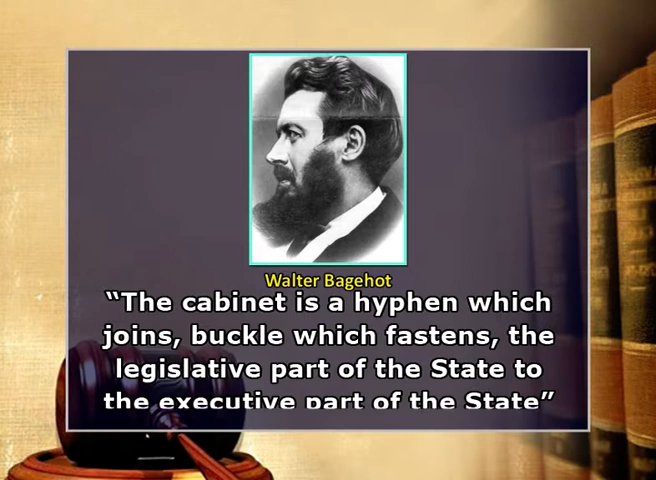 Walter Bagehot
“The cabinet is a hyphen which
joins, buckle which fastens, the
legislative part of the State to
the executive part of the State”